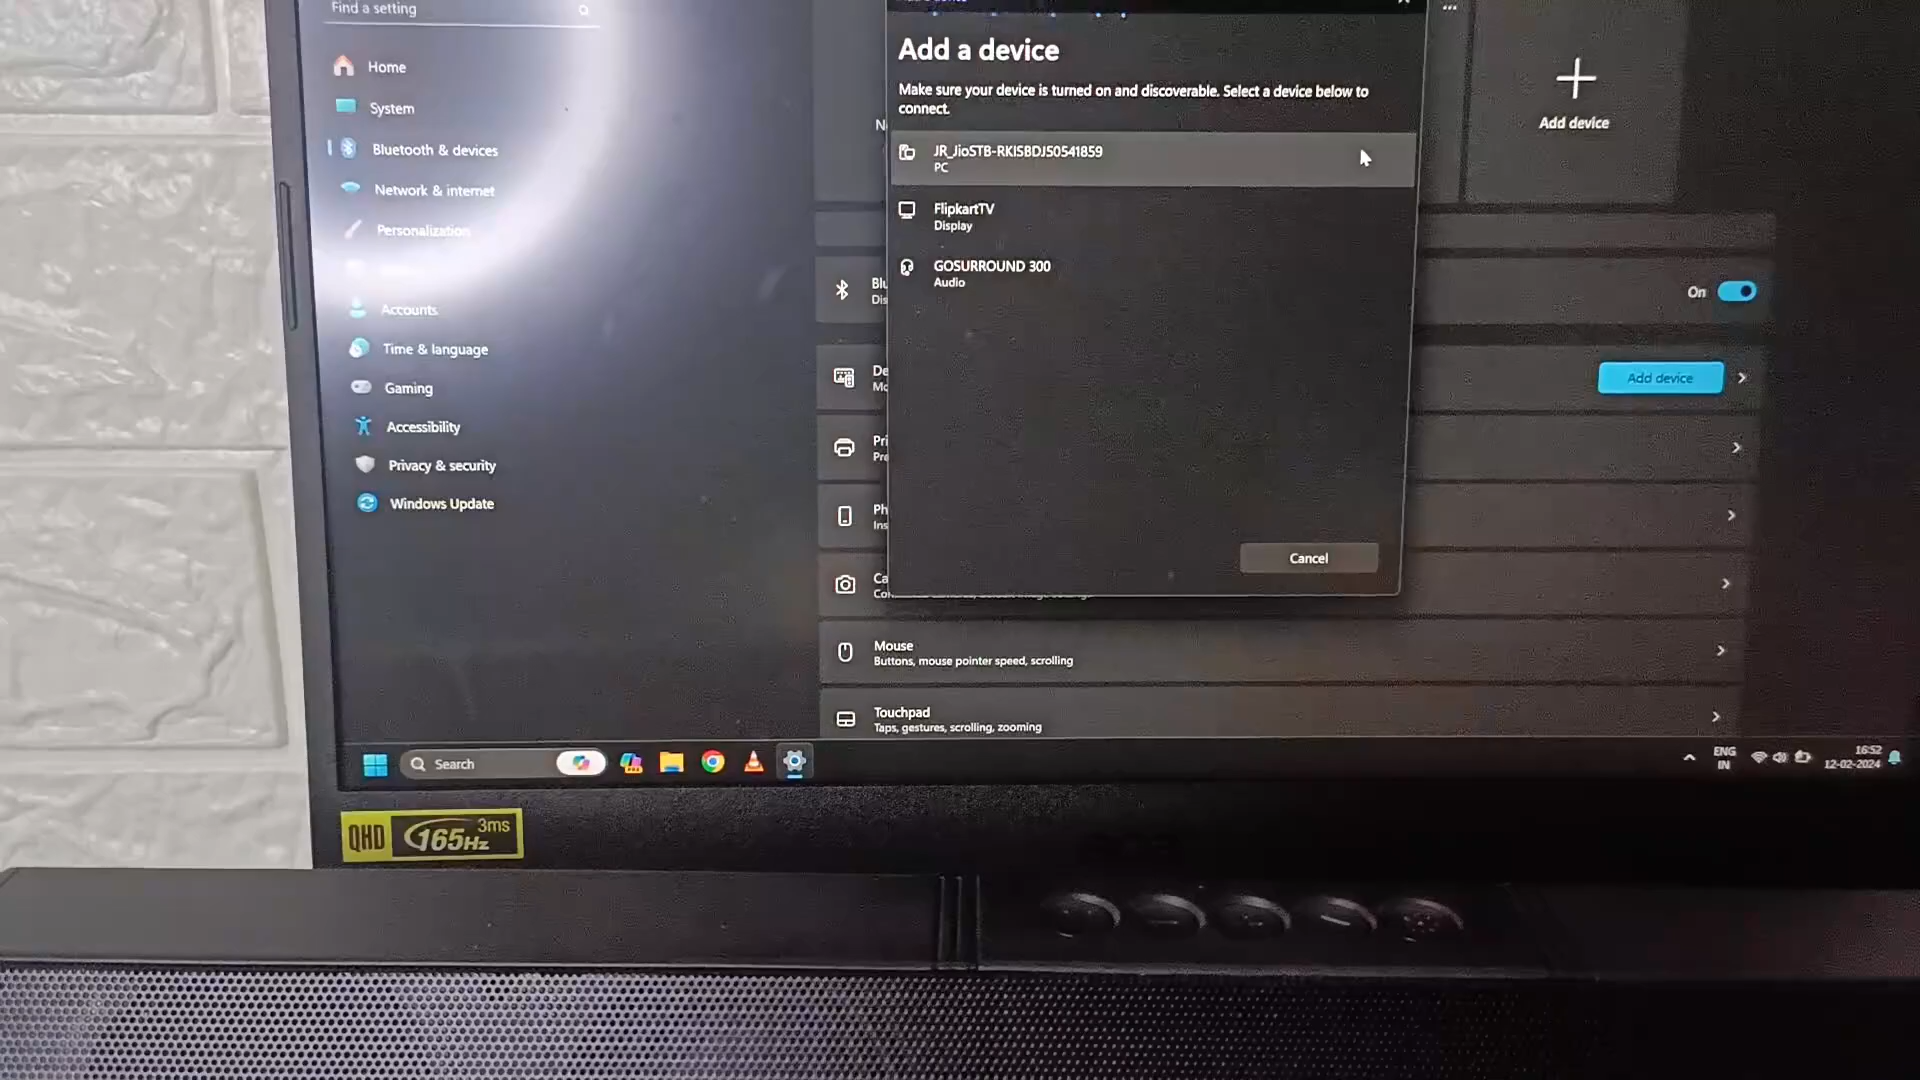 Find a setting
Home
System
Bluetooth & devices
Network & internet
Personalization
Accounts
Time & language
Gaming
Accessibility
Privacy & security
Windows Update
Add a device
Make sure your device is turned on and discoverable. Select a device below to
connect.
JR_JioSTB-RKISBDJ50541859
PC
FlipkartTV
Display
GOSURROUND 300
Audio
Cancel
Add device
On
Add device
Mouse
Buttons, mouse pointer speed, scrolling
Touchpad
Taps, gestures, scrolling, zooming
Search
ENG
IN
16:52
12-02-2024
QHD 165Hz 3ms